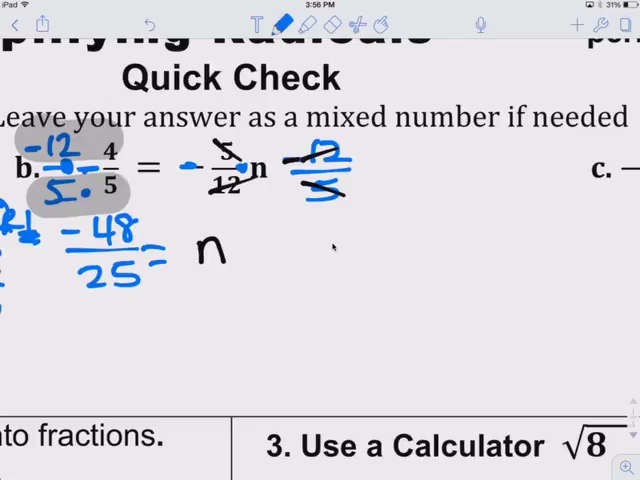 iPad
3:56 PM
31%
T
Quick Check
Leave your answer as a mixed number if needed
b. -12/5 · 4/5 = - 5/12 n · -12/5
c. –
-48/25 = n
nto fractions.
3. Use a Calculator √8